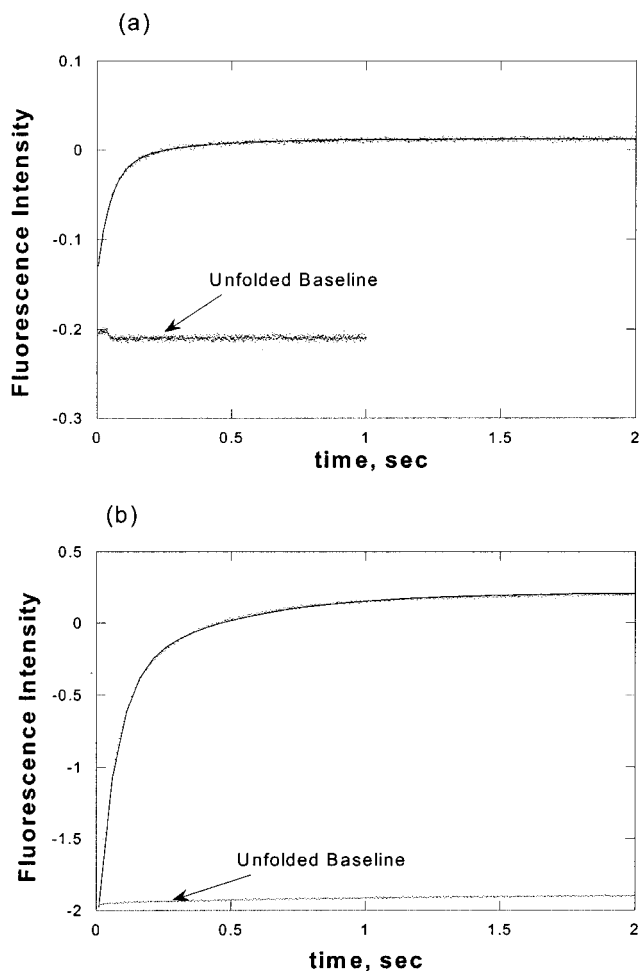 (a)
0.1
0
-0.1
-0.2
-0.3
Fluorescence Intensity
Unfolded Baseline
0
0.5
1
1.5
2
time, sec
(b)
0.5
0
-0.5
-1
-1.5
-2
Fluorescence Intensity
Unfolded Baseline
0
0.5
1
1.5
2
time, sec